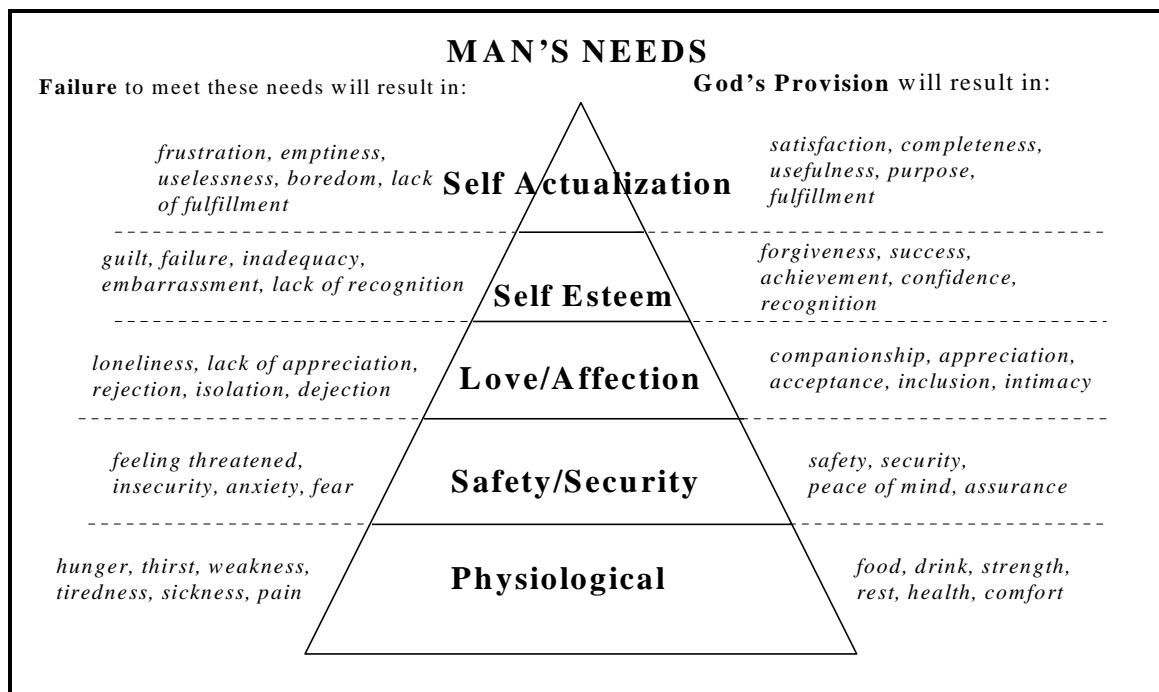 MAN'S NEEDS
Failure to meet these needs will result in:
God's Provision will result in:
frustration, emptiness,
uselessness, boredom, lack
of fulfillment
Self Actualization
satisfaction, completeness,
usefulness, purpose,
fulfillment
guilt, failure, inadequacy,
embarrassment, lack of recognition
Self Esteem
forgiveness, success,
achievement, confidence,
recognition
loneliness, lack of appreciation,
rejection, isolation, dejection
Love/Affection
companionship, appreciation,
acceptance, inclusion, intimacy
feeling threatened,
insecurity, anxiety, fear
Safety/Security
safety, security,
peace of mind, assurance
hunger, thirst, weakness,
tiredness, sickness, pain
Physiological
food, drink, strength,
rest, health, comfort